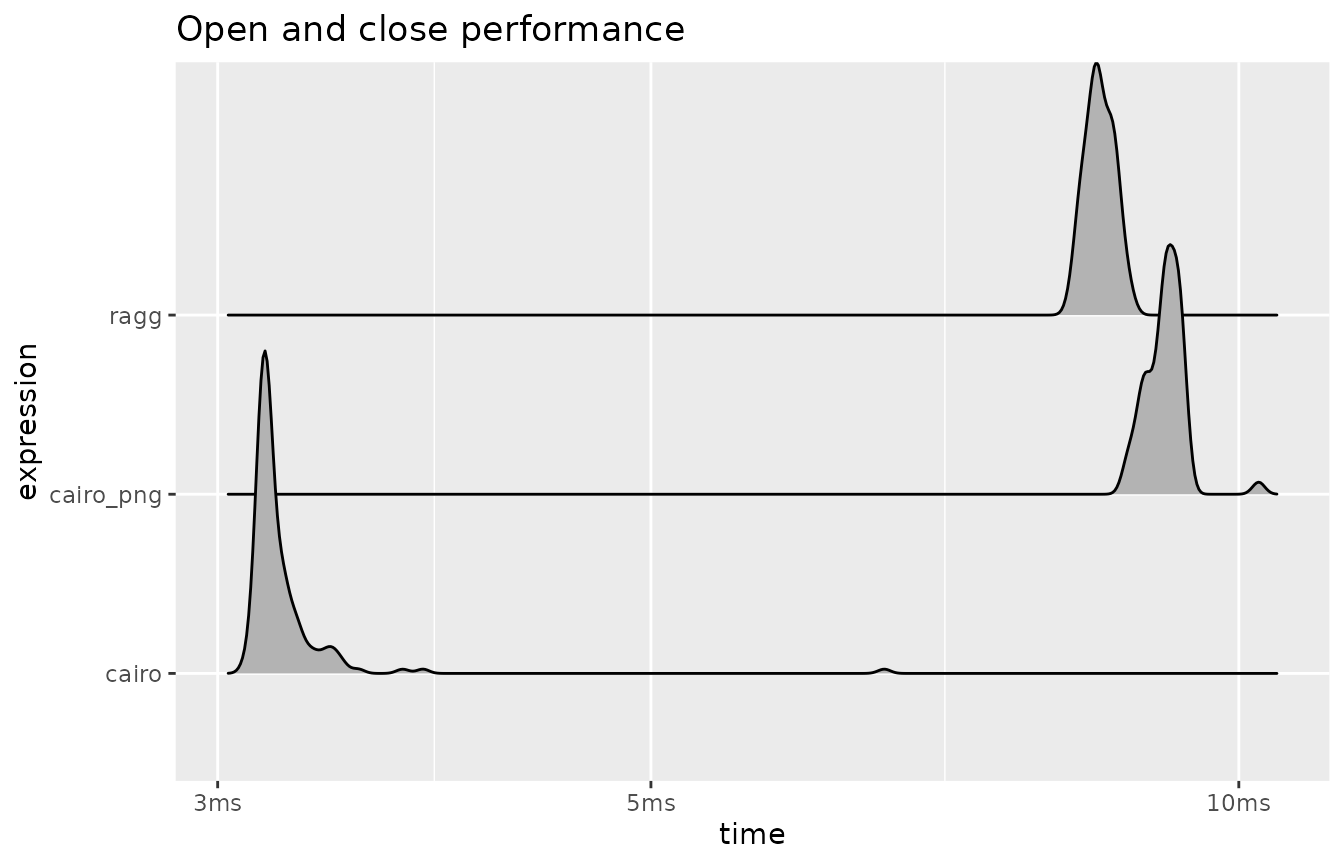 Open and close performance
ragg
cairo_png
cairo
expression
3ms
5ms
10ms
time